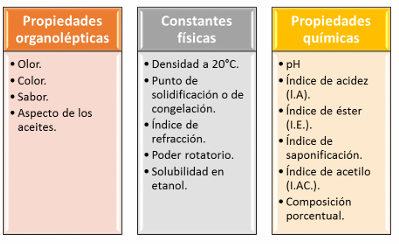 Propiedades
organolépticas
• Olor.
• Color.
• Sabor.
• Aspecto de los
aceites.
Constantes
físicas
• Densidad a 20°C.
• Punto de
solidificación o de
congelación.
• Índice de
refracción.
• Poder rotatorio.
• Solubilidad en
etanol.
Propiedades
químicas
• pH
• Índice de acidez
(I.A).
• Índice de éster
(I.E.).
• Índice de
saponificación.
• Índice de acetilo
(I.AC.).
• Composición
porcentual.